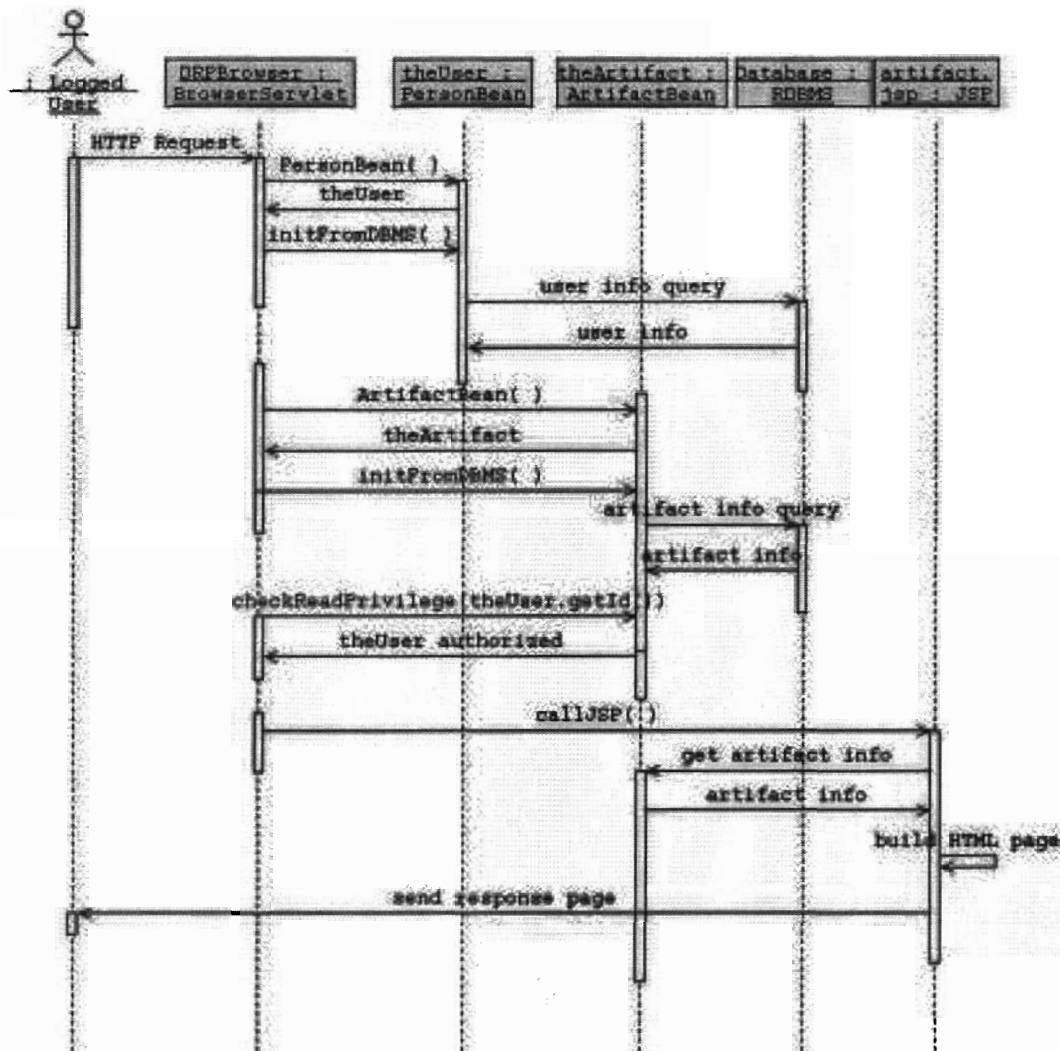 : Logged
User
DRPBrowser :
BrowserServlet
theUser :
PersonBean
theArtifact :
ArtifactBean
Database :
RDBMS
artifact.
jsp : JSP
HTTP Request
PersonBean( )
theUser
initFromDBMS( )
user info query
user info
ArtifactBean( )
theArtifact
initFromDBMS( )
artifact info query
artifact info
checkReadPrivilege(theUser.getId())
theUser authorized
callJSP( )
get artifact info
artifact info
build HTML page
send response page